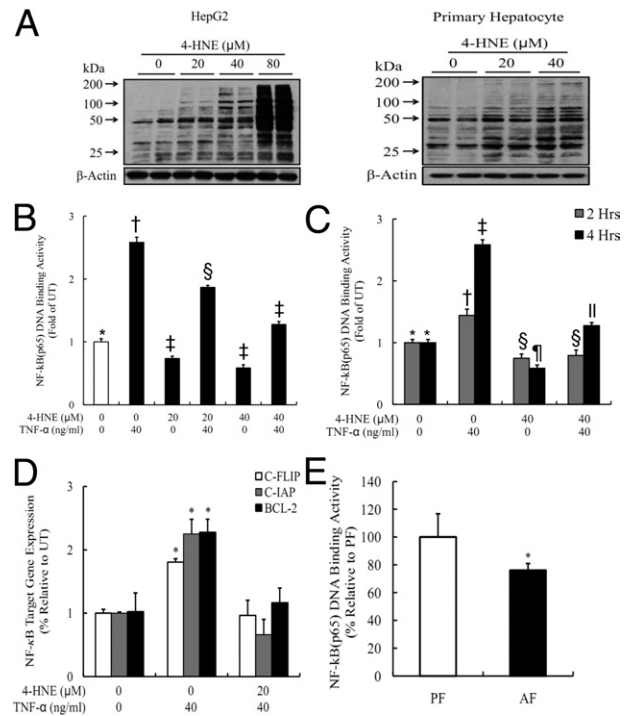 A
HepG2
4-HNE (µM)
kDa 0 20 40 80
200
100
50
25
β-Actin
Primary Hepatocyte
4-HNE (µM)
kDa 0 20 40
200
100
50
25
β-Actin
B
NF-kB(p65) DNA Binding Activity
(Fold of UT)
3
2
1
0
* † ‡ § ‡ ‡
4-HNE (µM) 0 0 20 20 40 40
TNF-α (ng/ml) 0 40 0 40 0 40
C
2 Hrs
4 Hrs
NF-kB(p65) DNA Binding Activity
(Fold of UT)
3
2
1
0
* * † ‡ § ¶ § ǁ
4-HNE (µM) 0 0 40 40
TNF-α (ng/ml) 0 40 0 40
D
C-FLIP
C-IAP
BCL-2
NF-κB Target Gene Expression
(% Relative to UT)
3
2
1
0
* * *
4-HNE (µM) 0 0 20
TNF-α (ng/ml) 0 40 40
E
NF-kB(p65) DNA Binding Activity
(% Relative to PF)
140
120
100
80
60
40
20
0
*
PF AF